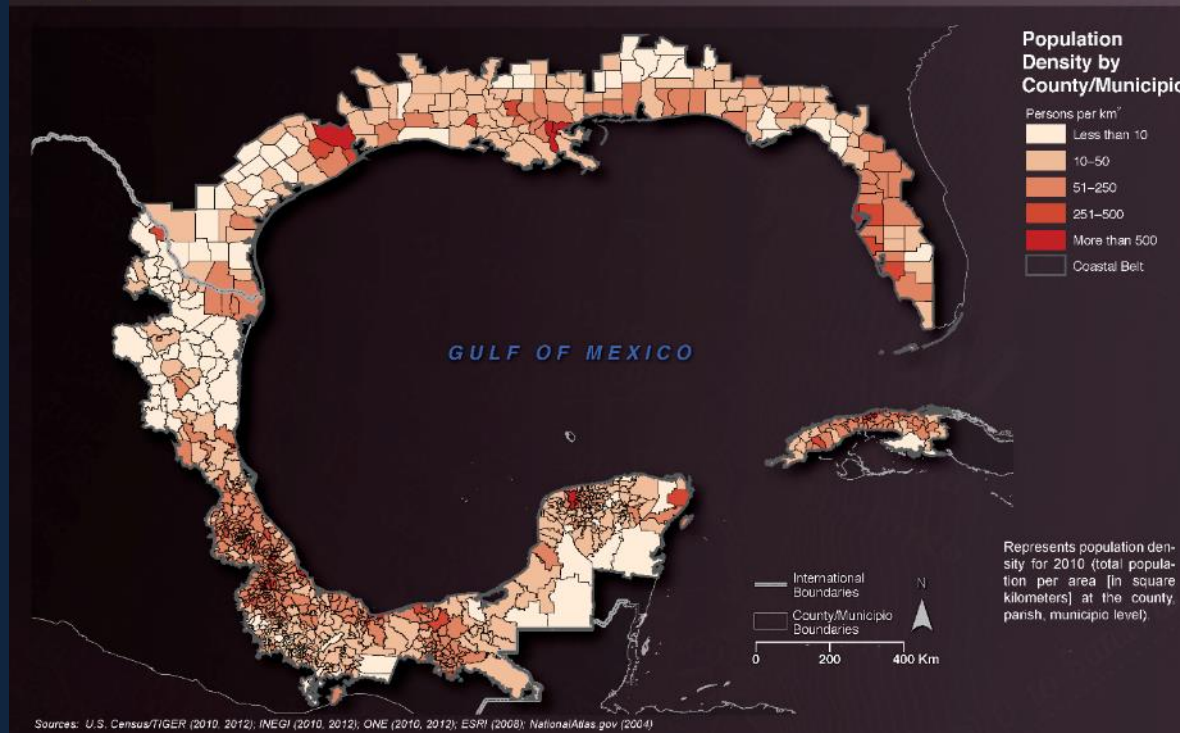 Population
Density by
County/Municipio
Persons per km²
Less than 10
10–50
51–250
251–500
More than 500
Coastal Belt
GULF OF MEXICO
Represents population den-
sity for 2010 (total popula-
tion per area [in square
kilometers] at the county,
parish, municipio level).
International
Boundaries
County/Municipio
Boundaries
N
0 200 400 Km
Sources: U.S. Census/TIGER (2010, 2012); INEGI (2010, 2012); ONE (2010, 2012); ESRI (2008); NationalAtlas.gov (2004)